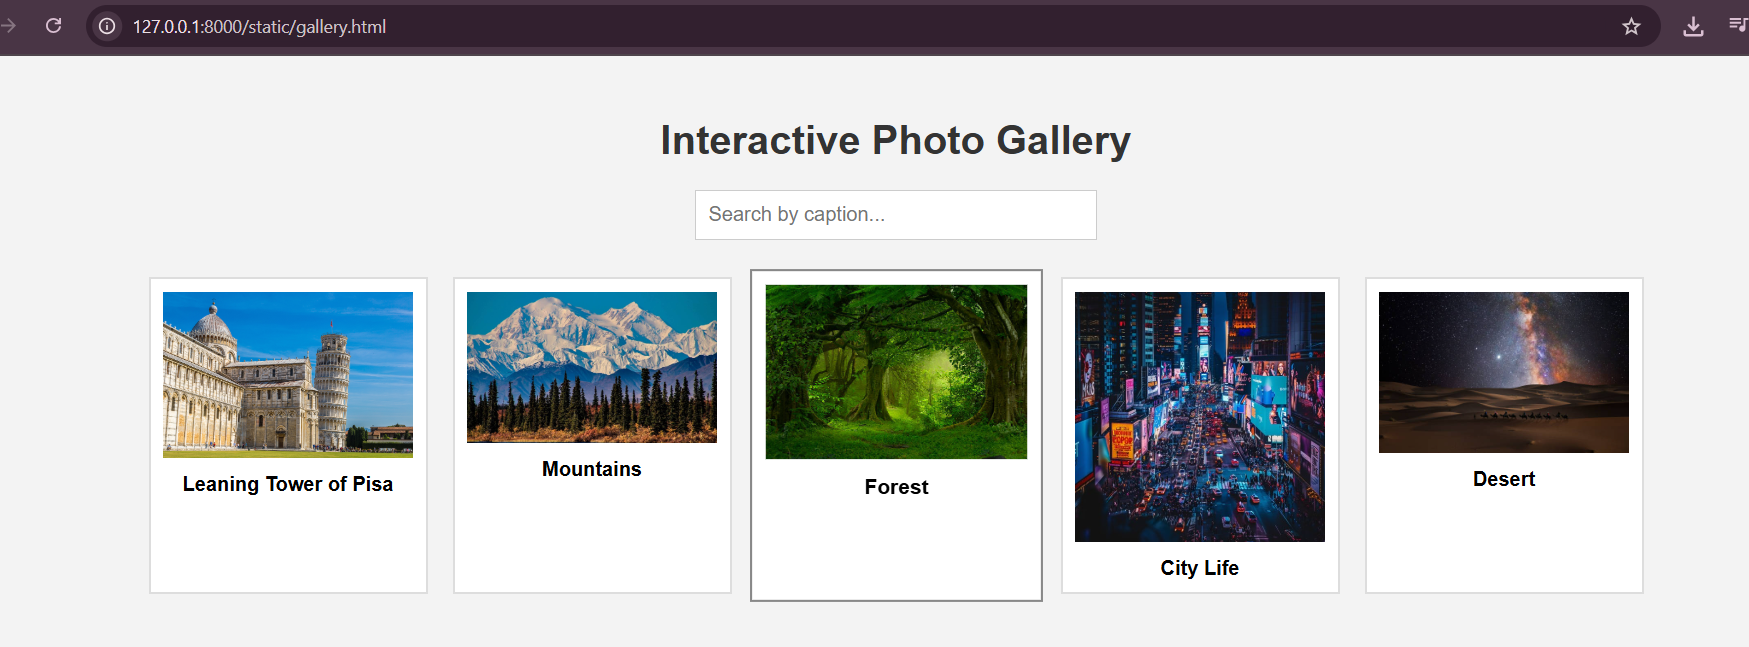 127.0.0.1:8000/static/gallery.html
Interactive Photo Gallery
Search by caption...
Leaning Tower of Pisa
Mountains
Forest
City Life
Desert